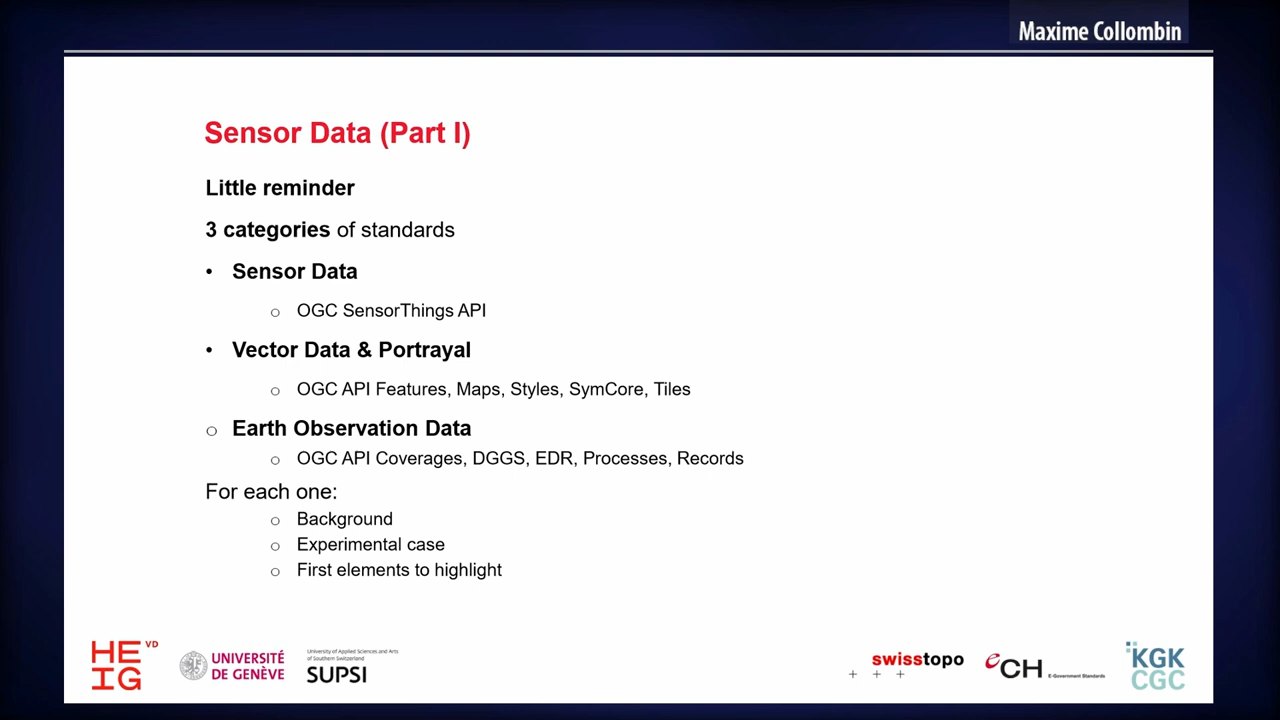 Maxime Collombin
Sensor Data (Part I)
Little reminder
3 categories of standards
• Sensor Data
o OGC SensorThings API
• Vector Data & Portrayal
o OGC API Features, Maps, Styles, SymCore, Tiles
o Earth Observation Data
o OGC API Coverages, DGGS, EDR, Processes, Records
For each one:
o Background
o Experimental case
o First elements to highlight
HE
IG
VD
UNIVERSITÉ
DE GENÈVE
University of Applied Sciences and Arts
of Southern Switzerland
SUPSI
swisstopo
eCH E-Government Standards
KGK
CGC